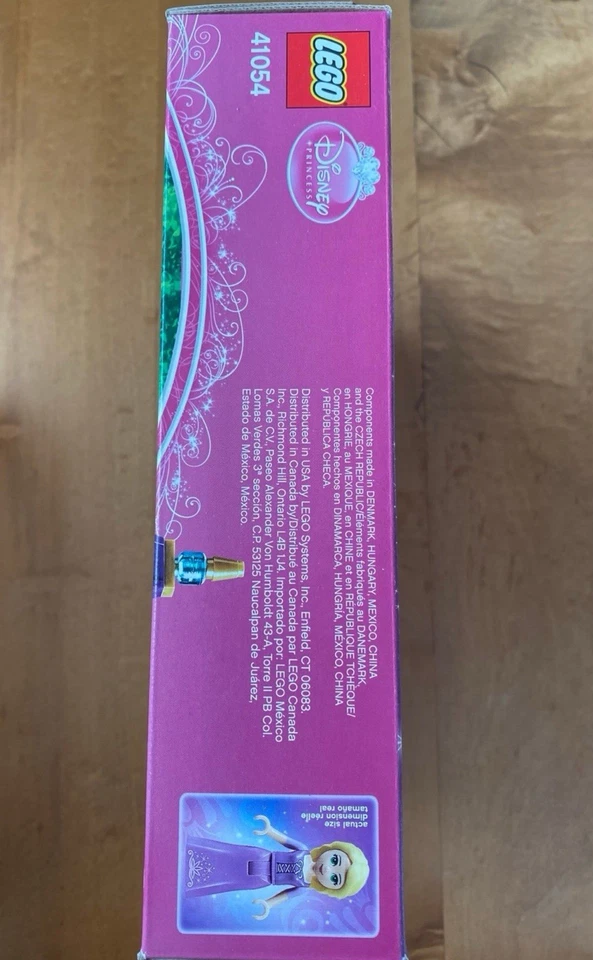 LEGO
41054
Disney
PRINCESS
Components made in DENMARK, HUNGARY, MEXICO, CHINA
and the CZECH REPUBLIC/Éléments fabriqués au DANEMARK,
en HONGRIE au MEXIQUE, en CHINE et en RÉPUBLIQUE TCHÈQUE/
Componentes hechos en DINAMARCA, HUNGRÍA, MÉXICO, CHINA
y REPÚBLICA CHECA.
Distributed in USA by LEGO Systems, Inc., Enfield, CT 06083.
Distributed in Canada by/Distribué au Canada par LEGO Canada
Inc., Richmond Hill, Ontario L4B 1J4. Importado por: LEGO México
S.A. de C.V., Paseo Alexander Von Humboldt 43-A, Torre II PB Col.
Lomas Verdes 3ª sección, C.P. 53125 Naucalpan de Juárez,
Estado de México, México.
actual size
dimension réelle
tamaño real